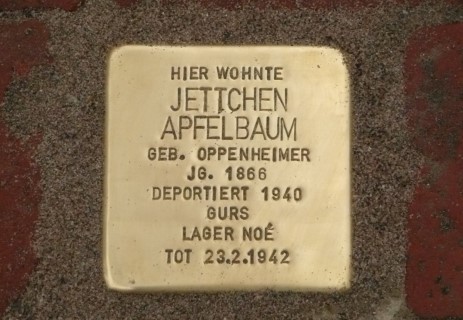 HIER WOHNTE
JETTCHEN
APFELBAUM
GEB. OPPENHEIMER
JG. 1866
DEPORTIERT 1940
GURS
LAGER NOÉ
TOT 23.2.1942